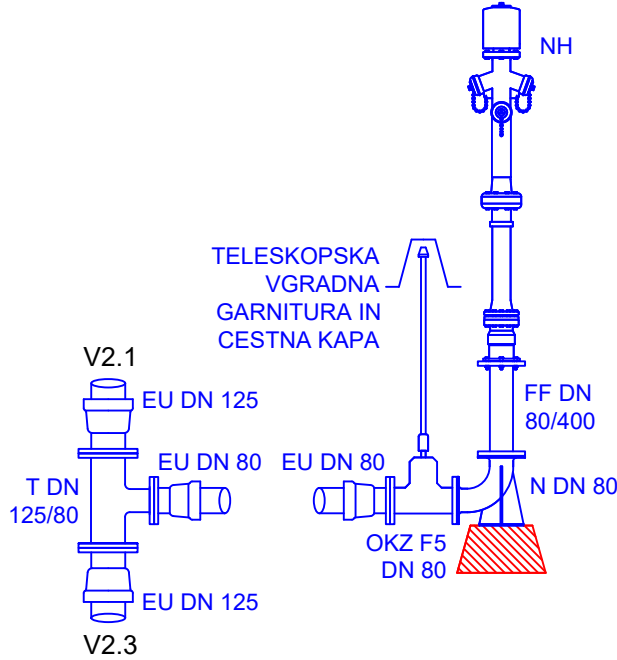 NH
TELESKOPSKA
VGRADNA
GARNITURA IN
CESTNA KAPA
V2.1
EU DN 125
FF DN
80/400
EU DN 80
EU DN 80
T DN
125/80
N DN 80
OKZ F5
DN 80
EU DN 125
V2.3